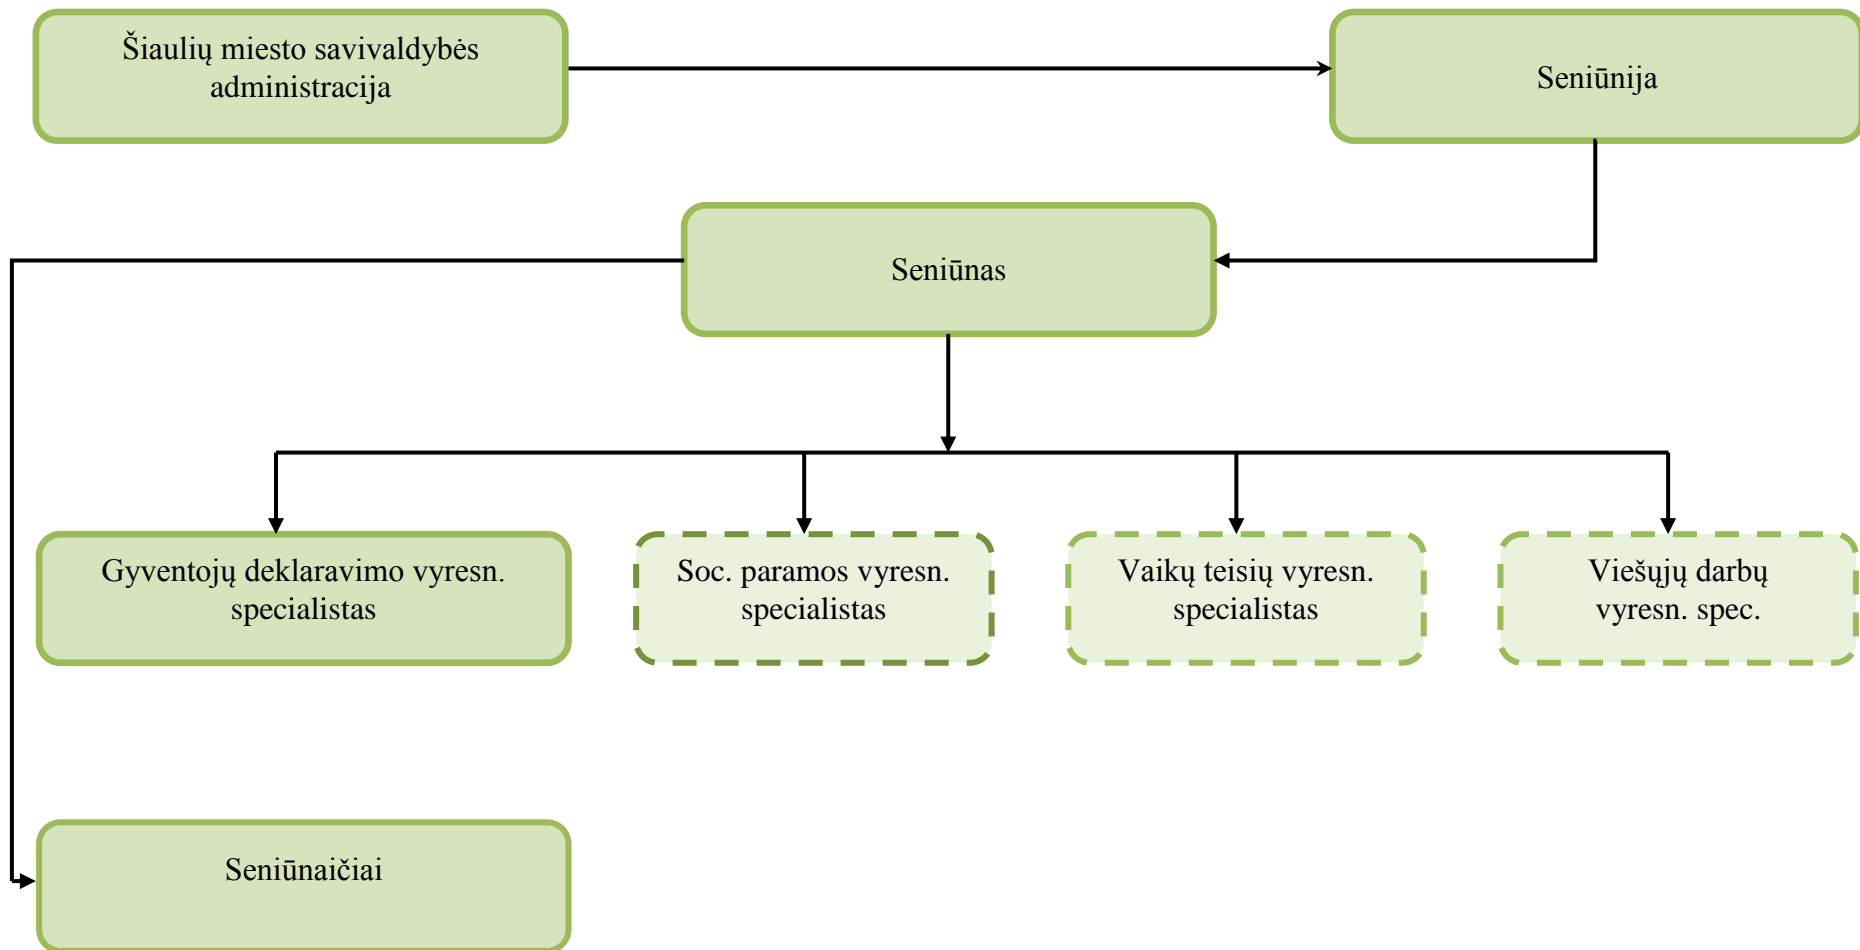 Šiaulių miesto savivaldybės
administracija
Seniūnija
Seniūnas
Gyventojų deklaravimo vyresn.
specialistas
Soc. paramos vyresn.
specialistas
Vaikų teisių vyresn.
specialistas
Viešųjų darbų
vyresn. spec.
Seniūnaičiai